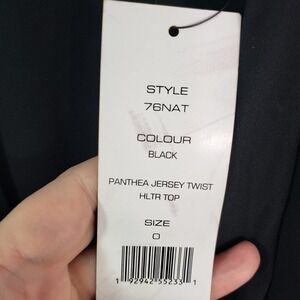 STYLE
76NAT
COLOUR
BLACK
PANTHEA JERSEY TWIST
HLTR TOP
SIZE
0
1 92942 55233 1